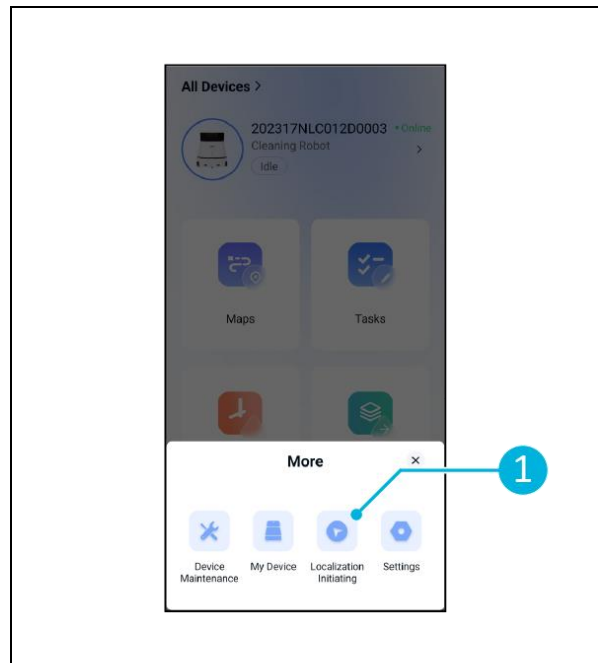 All Devices >
202317NLC012D0003 • Online
Cleaning Robot >
Idle
Maps
Tasks
More ×
1
Device Maintenance
My Device
Localization Initiating
Settings